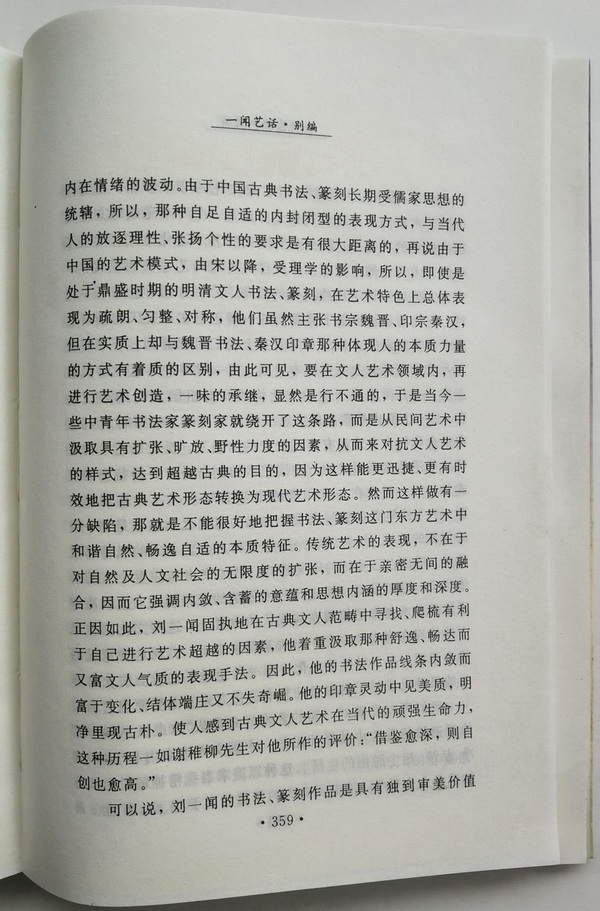 一闻艺话·别编
内在情绪的波动。由于中国古典书法、篆刻长期受儒家思想的
统辖，所以，那种自足自适的内封闭型的表现方式，与当代
人的放逐理性、张扬个性的要求是有很大距离的，再说由于
中国的艺术模式，由宋以降，受理学的影响，所以，即使是
处于鼎盛时期的明清文人书法、篆刻，在艺术特色上总体表
现为疏朗、匀整、对称，他们虽然主张书宗魏晋、印宗秦汉，
但在实质上却与魏晋书法、秦汉印章那种体现人的本质力量
的方式有着质的区别，由此可见，要在文人艺术领域内，再
进行艺术创造，一味的承继，显然是行不通的，于是当今一
些中青年书法家篆刻家就绕开了这条路，而是从民间艺术中
汲取具有扩张、旷放、野性力度的因素，从而来对抗文人艺术
的样式，达到超越古典的目的，因为这样能更迅捷、更有时
效地把古典艺术形态转换为现代艺术形态。然而这样做有一
分缺陷，那就是不能很好地把握书法、篆刻这门东方艺术中
和谐自然、畅逸自适的本质特征。传统艺术的表现，不在于
对自然及人文社会的无限度的扩张，而在于亲密无间的融
合，因而它强调内敛、含蓄的意蕴和思想内涵的厚度和深度。
正因如此，刘一闻固执地在古典文人范畴中寻找、爬梳有利
于自己进行艺术超越的因素，他着重汲取那种舒逸、畅达而
又富文人气质的表现手法。因此，他的书法作品线条内敛而
富于变化、结体端庄又不失奇崛。他的印章灵动中见美质，明
净里现古朴。使人感到古典文人艺术在当代的顽强生命力，
这种历程一如谢稚柳先生对他所作的评价：“借鉴愈深，则自
创也愈高。”
可以说，刘一闻的书法、篆刻作品是具有独到审美价值
·359·